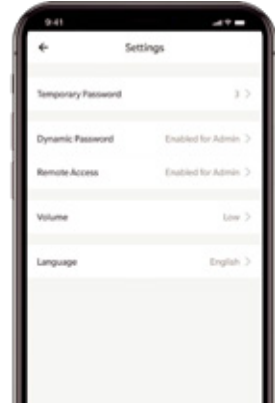 9:41
Settings
Temporary Password 3
Dynamic Password Enabled for Admin
Remote Access Enabled for Admin
Volume Low
Language English